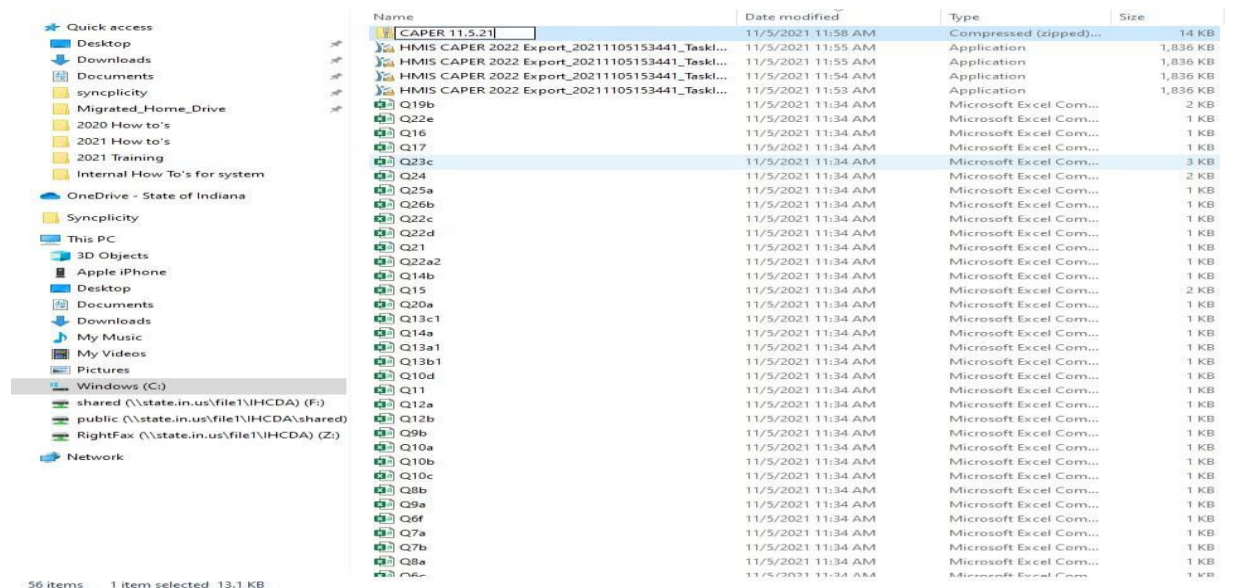 Name Date modified Type Size
Quick access
Desktop
Downloads
Documents
syncplicity
Migrated_Home_Drive
2020 How to's
2021 How to's
2021 Training
Internal How To's for system
OneDrive - State of Indiana
Syncplicity
This PC
3D Objects
Apple iPhone
Desktop
Documents
Downloads
My Music
My Videos
Pictures
Windows (C:)
shared (\\state.in.us\file1\IHCDA) (F:)
public (\\state.in.us\file1\IHCDA\shared)
RightFax (\\state.in.us\file1\IHCDA) (Z:)
Network
CAPER 11.5.21 11/5/2021 11:58 AM Compressed (zipped)... 14 KB
HMIS CAPER 2022 Export_20211105153441_Taskl... 11/5/2021 11:55 AM Application 1,836 KB
HMIS CAPER 2022 Export_20211105153441_Taskl... 11/5/2021 11:55 AM Application 1,836 KB
HMIS CAPER 2022 Export_20211105153441_Taskl... 11/5/2021 11:54 AM Application 1,836 KB
HMIS CAPER 2022 Export_20211105153441_Taskl... 11/5/2021 11:53 AM Application 1,836 KB
Q19b 11/5/2021 11:34 AM Microsoft Excel Com... 2 KB
Q22e 11/5/2021 11:34 AM Microsoft Excel Com... 1 KB
Q16 11/5/2021 11:34 AM Microsoft Excel Com... 1 KB
Q17 11/5/2021 11:34 AM Microsoft Excel Com... 1 KB
Q23c 11/5/2021 11:34 AM Microsoft Excel Com... 3 KB
Q24 11/5/2021 11:34 AM Microsoft Excel Com... 2 KB
Q25a 11/5/2021 11:34 AM Microsoft Excel Com... 1 KB
Q26b 11/5/2021 11:34 AM Microsoft Excel Com... 1 KB
Q22c 11/5/2021 11:34 AM Microsoft Excel Com... 1 KB
Q22d 11/5/2021 11:34 AM Microsoft Excel Com... 1 KB
Q21 11/5/2021 11:34 AM Microsoft Excel Com... 1 KB
Q22a2 11/5/2021 11:34 AM Microsoft Excel Com... 1 KB
Q14b 11/5/2021 11:34 AM Microsoft Excel Com... 1 KB
Q15 11/5/2021 11:34 AM Microsoft Excel Com... 2 KB
Q20a 11/5/2021 11:34 AM Microsoft Excel Com... 1 KB
Q13c1 11/5/2021 11:34 AM Microsoft Excel Com... 1 KB
Q14a 11/5/2021 11:34 AM Microsoft Excel Com... 1 KB
Q13a1 11/5/2021 11:34 AM Microsoft Excel Com... 1 KB
Q13b1 11/5/2021 11:34 AM Microsoft Excel Com... 1 KB
Q10d 11/5/2021 11:34 AM Microsoft Excel Com... 1 KB
Q11 11/5/2021 11:34 AM Microsoft Excel Com... 1 KB
Q12a 11/5/2021 11:34 AM Microsoft Excel Com... 1 KB
Q12b 11/5/2021 11:34 AM Microsoft Excel Com... 1 KB
Q9b 11/5/2021 11:34 AM Microsoft Excel Com... 1 KB
Q10a 11/5/2021 11:34 AM Microsoft Excel Com... 1 KB
Q10b 11/5/2021 11:34 AM Microsoft Excel Com... 1 KB
Q10c 11/5/2021 11:34 AM Microsoft Excel Com... 1 KB
Q8b 11/5/2021 11:34 AM Microsoft Excel Com... 1 KB
Q9a 11/5/2021 11:34 AM Microsoft Excel Com... 1 KB
Q6f 11/5/2021 11:34 AM Microsoft Excel Com... 1 KB
Q7a 11/5/2021 11:34 AM Microsoft Excel Com... 1 KB
Q7b 11/5/2021 11:34 AM Microsoft Excel Com... 1 KB
Q8a 11/5/2021 11:34 AM Microsoft Excel Com... 1 KB
Q6c 11/5/2021 11:34 AM Microsoft Excel Com... 1 KB
56 items 1 item selected 13.1 KB